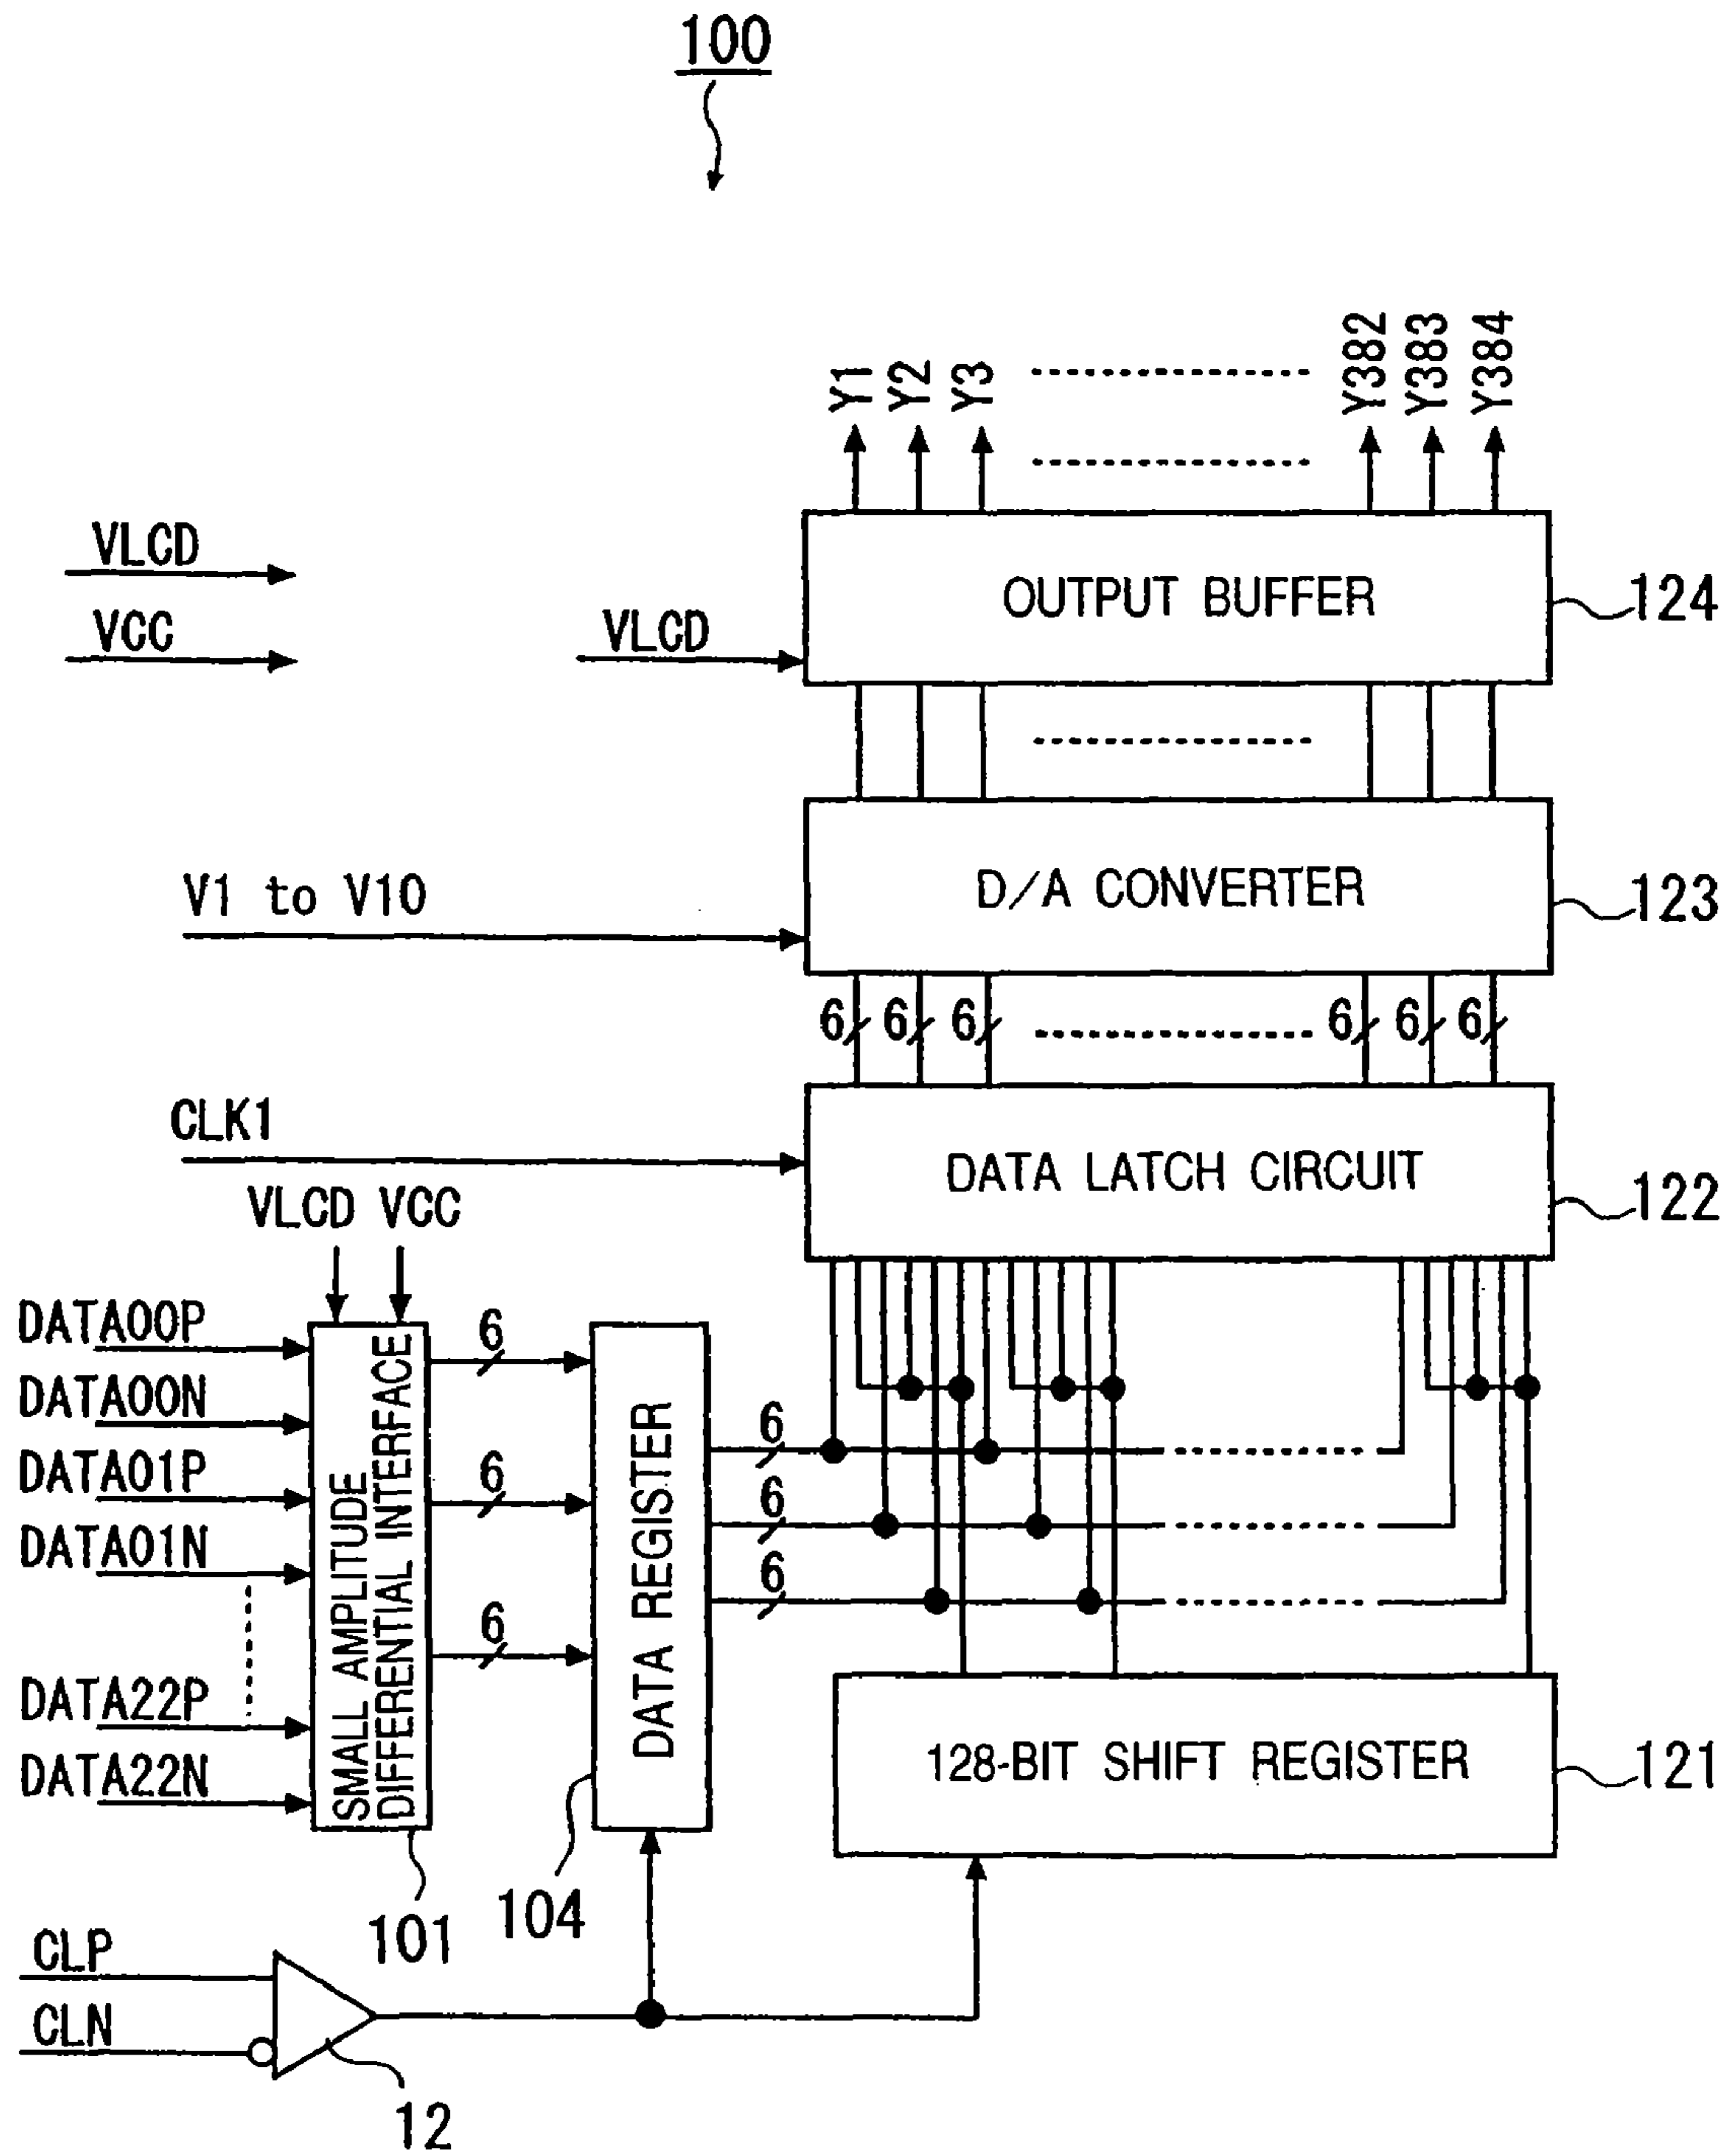 100
Y1 Y2 Y3 Y382 Y383 Y384
VLCD
VCC
VLCD
OUTPUT BUFFER
124
V1 to V10
D/A CONVERTER
123
6 6 6 6 6 6
CLK1
DATA LATCH CIRCUIT
122
VLCD VCC
DATA00P
DATA00N
DATA01P
DATA01N
DATA22P
DATA22N
SMALL AMPLITUDE
DIFFERENTIAL INTERFACE
101
6
6
6
DATA REGISTER
104
6
6
6
128-BIT SHIFT REGISTER
121
CLP
CLN
12